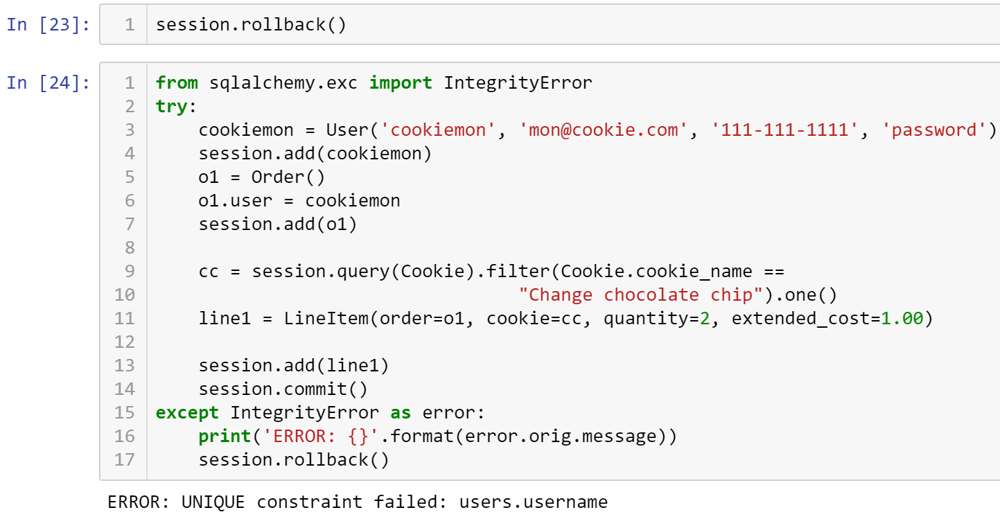 In [23]:
1 session.rollback()
In [24]:
1 from sqlalchemy.exc import IntegrityError
2 try:
3     cookiemon = User('cookiemon', 'mon@cookie.com', '111-111-1111', 'password')
4     session.add(cookiemon)
5     o1 = Order()
6     o1.user = cookiemon
7     session.add(o1)
8
9     cc = session.query(Cookie).filter(Cookie.cookie_name ==
10                                   "Change chocolate chip").one()
11     line1 = LineItem(order=o1, cookie=cc, quantity=2, extended_cost=1.00)
12
13     session.add(line1)
14     session.commit()
15 except IntegrityError as error:
16     print('ERROR: {}'.format(error.orig.message))
17     session.rollback()
ERROR: UNIQUE constraint failed: users.username